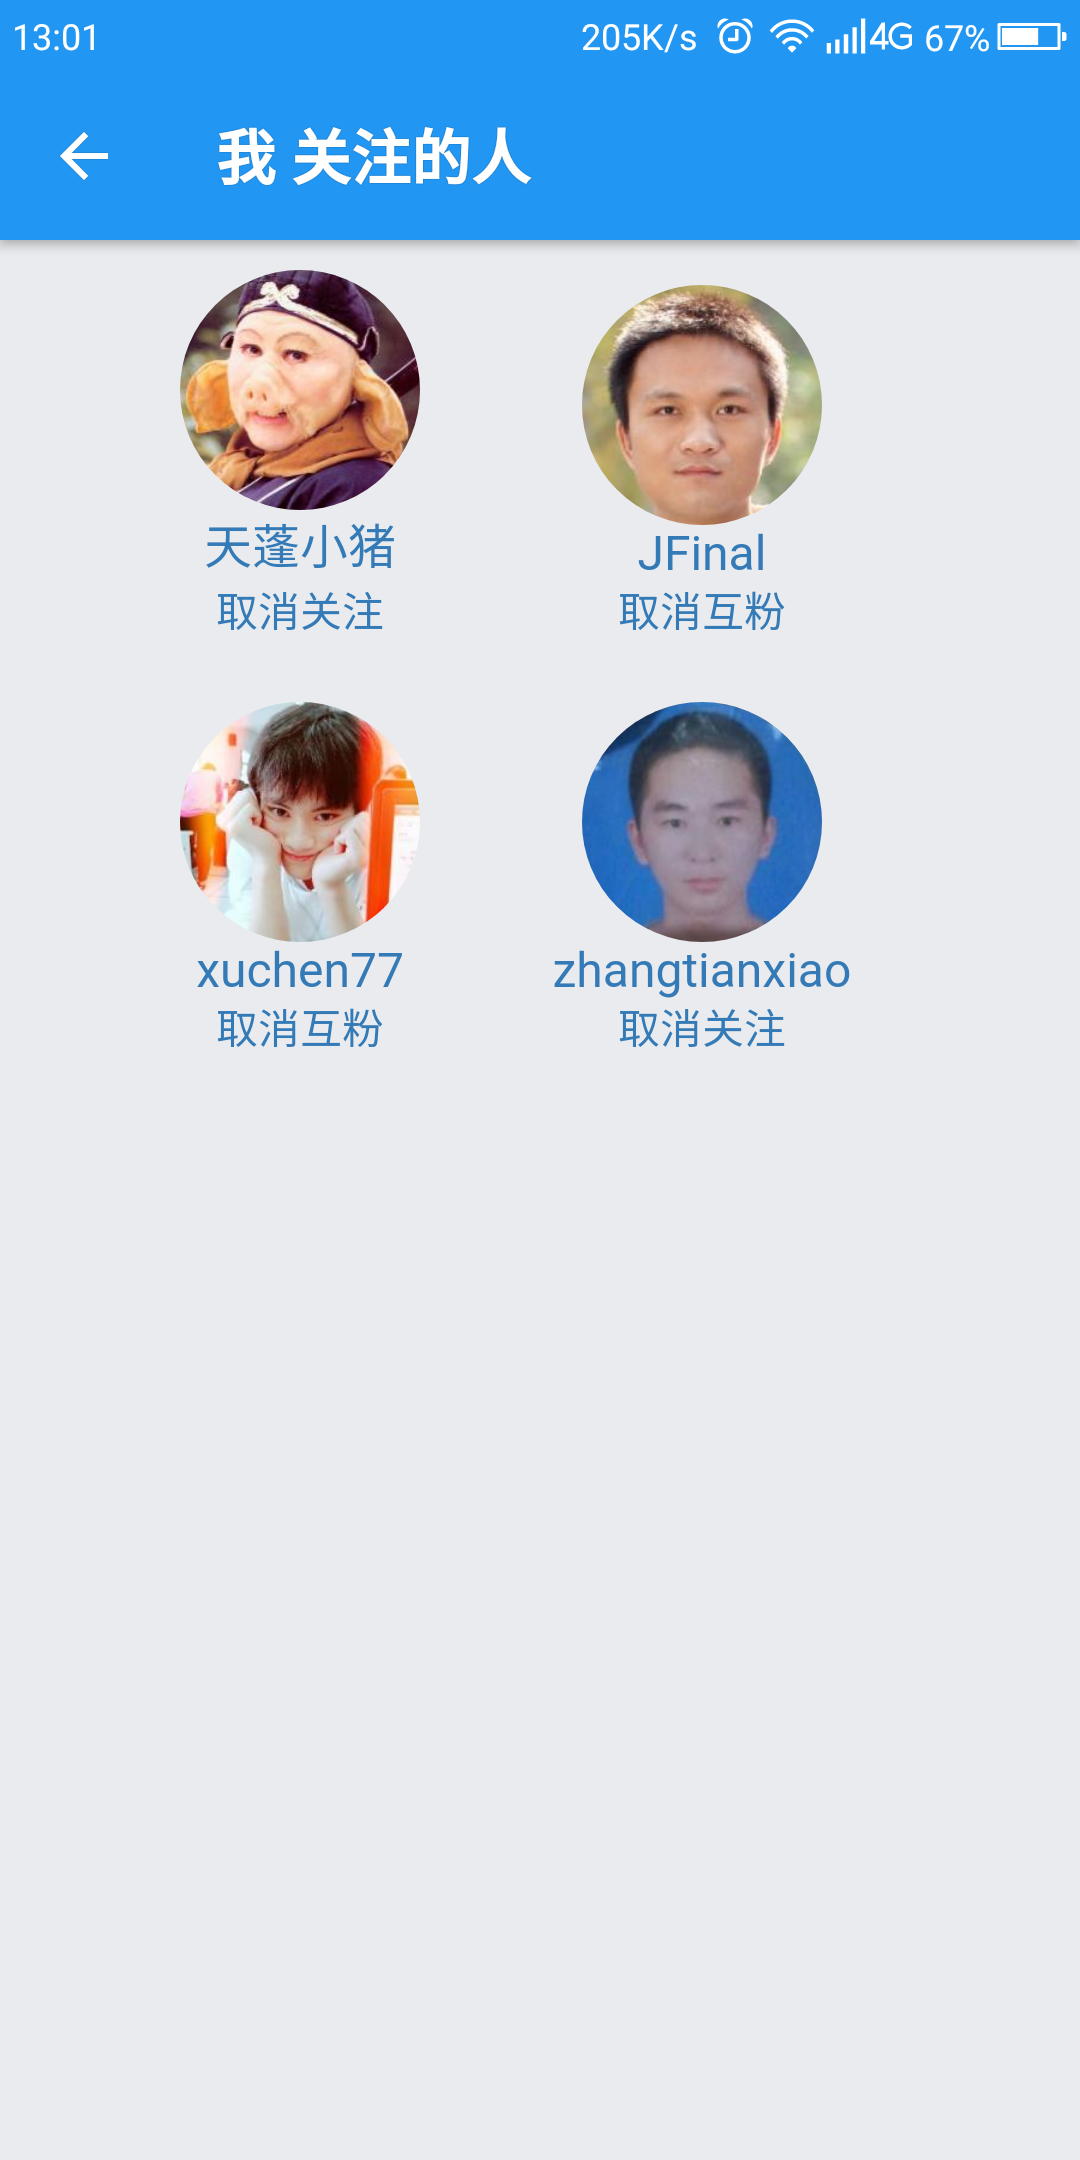 13:01 205K/s 4G 67%
我 关注的人
天蓬小猪 JFinal
取消关注 取消互粉
xuchen77 zhangtianxiao
取消互粉 取消关注